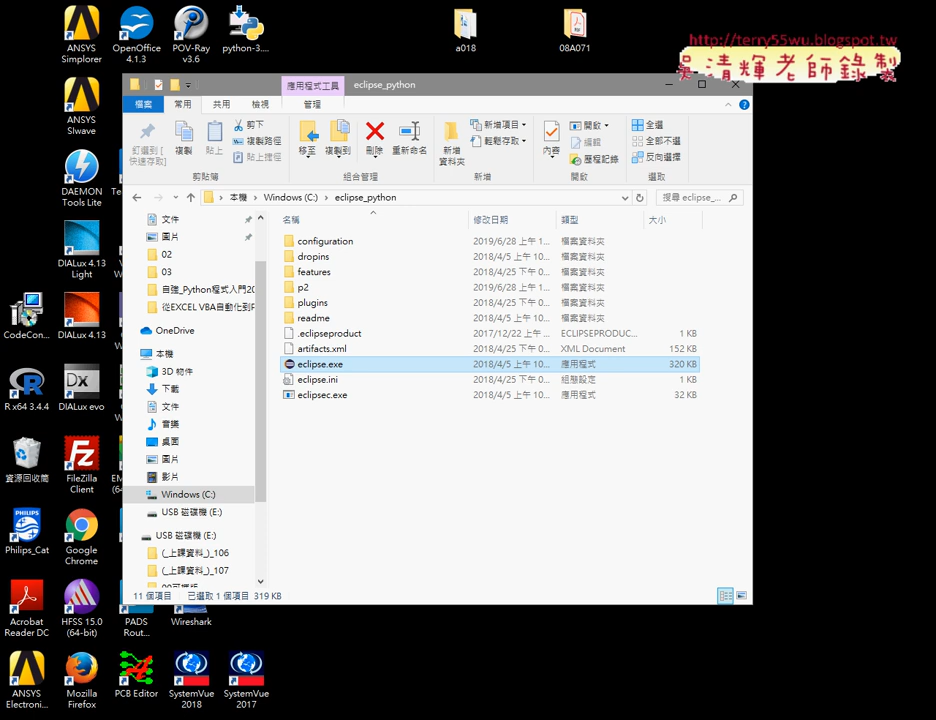 ANSYS
Simplorer
OpenOffice
4.1.3
POV-Ray
v3.6
python-3....
a018
08A071
http://terry55wu.blogspot.tw
吳清輝老師錄製
ANSYS
SIwave
DAEMON
Tools Lite
DIALux 4.13
Light
CodeCon...
DIALux 4.13
R x64 3.4.4
DIALux evo
資源回收筒
FileZilla
Client
Philips_Cat
Google
Chrome
Acrobat
Reader DC
HFSS 15.0
(64-bit)
PADS
Rout...
Wireshark
ANSYS
Electroni...
Mozilla
Firefox
PCB Editor
SystemVue
2018
SystemVue
2017
應用程式工具
eclipse_python
檔案
常用
共用
檢視
管理
釘選到 [
快速存取]
複製
貼上
剪下
複製路徑
貼上捷徑
剪貼簿
移至
複製到
刪除
重新命名
組合管理
新增
資料夾
新增項目
輕鬆存取
新增
內容
開啟
編輯
歷程記錄
開啟
全選
全部不選
反向選擇
選取
本機 > Windows (C:) > eclipse_python
搜尋 eclipse_...
文件
圖片
02
03
自強_Python程式入門20
從EXCEL VBA自動化到P
OneDrive
本機
3D 物件
下載
文件
音樂
桌面
圖片
影片
Windows (C:)
USB 磁碟機 (E:)
USB 磁碟機 (E:)
(_上課資料_)_106
(_上課資料_)_107
名稱 修改日期 類型 大小
configuration 2019/6/28 上午 1... 檔案資料夾
dropins 2018/4/5 上午 10... 檔案資料夾
features 2018/4/25 下午 0... 檔案資料夾
p2 2018/4/25 下午 0... 檔案資料夾
plugins 2018/4/25 下午 0... 檔案資料夾
readme 2018/4/25 下午 0... 檔案資料夾
.eclipseproduct 2017/12/22 上午 ... ECLIPSEPRODUC... 1 KB
artifacts.xml 2018/4/25 下午 0... XML Document 152 KB
eclipse.exe 2018/4/5 上午 10... 應用程式 320 KB
eclipse.ini 2018/4/25 下午 0... 組態設定 1 KB
eclipsec.exe 2018/4/5 上午 10... 應用程式 32 KB
11 個項目 已選取 1 個項目 319 KB